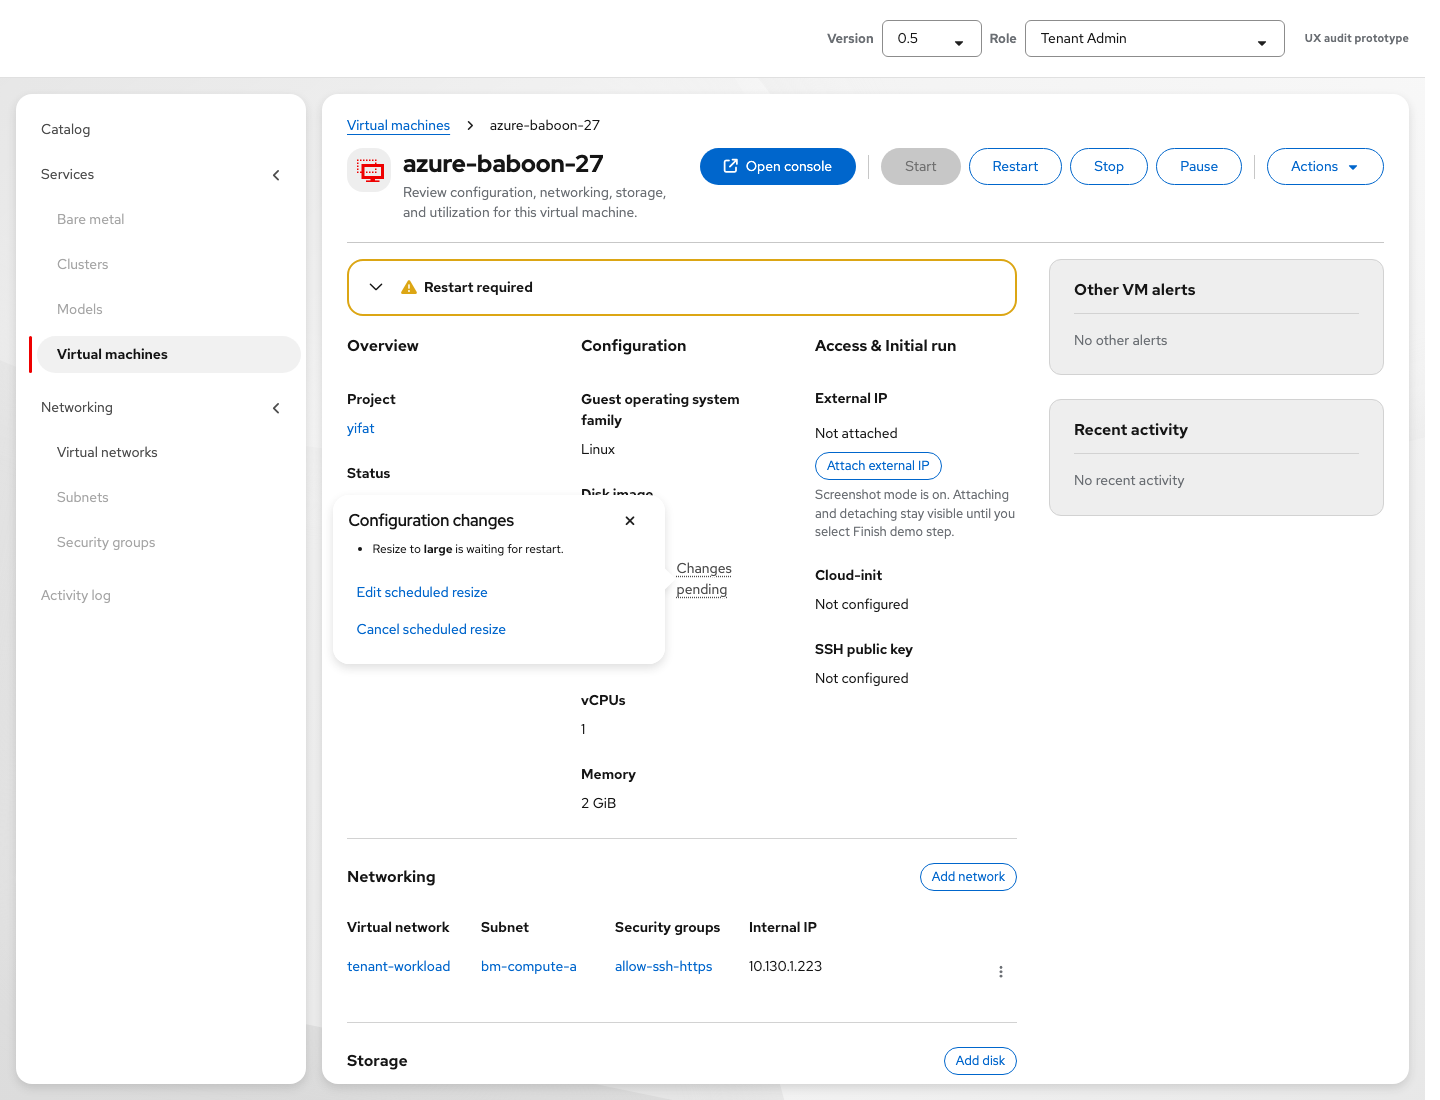 Version
0.5
Role
Tenant Admin
UX audit prototype
Catalog
Services
Bare metal
Clusters
Models
Virtual machines
Networking
Virtual networks
Subnets
Security groups
Activity log
Virtual machines
azure-baboon-27
azure-baboon-27
Review configuration, networking, storage,
and utilization for this virtual machine.
Open console
Start
Restart
Stop
Pause
Actions
Restart required
Overview
Project
yifat
Status
Configuration
Guest operating system
family
Linux
Disk image
Configuration changes
Resize to large is waiting for restart.
Edit scheduled resize
Cancel scheduled resize
Changes
pending
vCPUs
1
Memory
2 GiB
Access & Initial run
External IP
Not attached
Attach external IP
Screenshot mode is on. Attaching
and detaching stay visible until you
select Finish demo step.
Cloud-init
Not configured
SSH public key
Not configured
Other VM alerts
No other alerts
Recent activity
No recent activity
Networking
Add network
Virtual network
Subnet
Security groups
Internal IP
tenant-workload
bm-compute-a
allow-ssh-https
10.130.1.223
Storage
Add disk